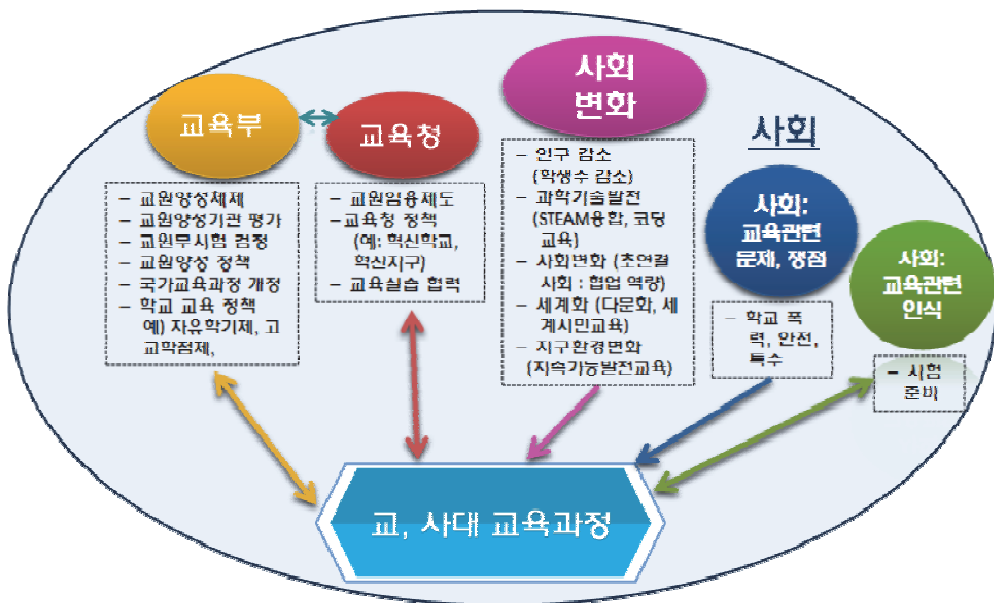 교육부
교육청
사회
변화
사회
사회:
교육관련
문제, 쟁점
사회:
교육관련
인식
– 교원양성체제
– 교원양성기관 평가
– 교원무시험 검정
– 교원양성 정책
– 국가교육과정 개정
– 학교 교육 정책
예) 자유학기제, 고
교학점제,
– 교원임용제도
–교육청 정책
(예: 혁신학교,
혁신지구)
– 교육실습 협력
– 인구 감소
(학생수 감소)
– 과학기술발전
(STEAM융합, 코딩
교육)
– 사회변화 (초연결
사회 : 협업 역량)
– 세계화 (다문화, 세
계시민교육)
– 지구환경변화
(지속가능발전교육)
– 학교 폭
력, 안전,
특수
– 시험
준비
교, 사대 교육과정